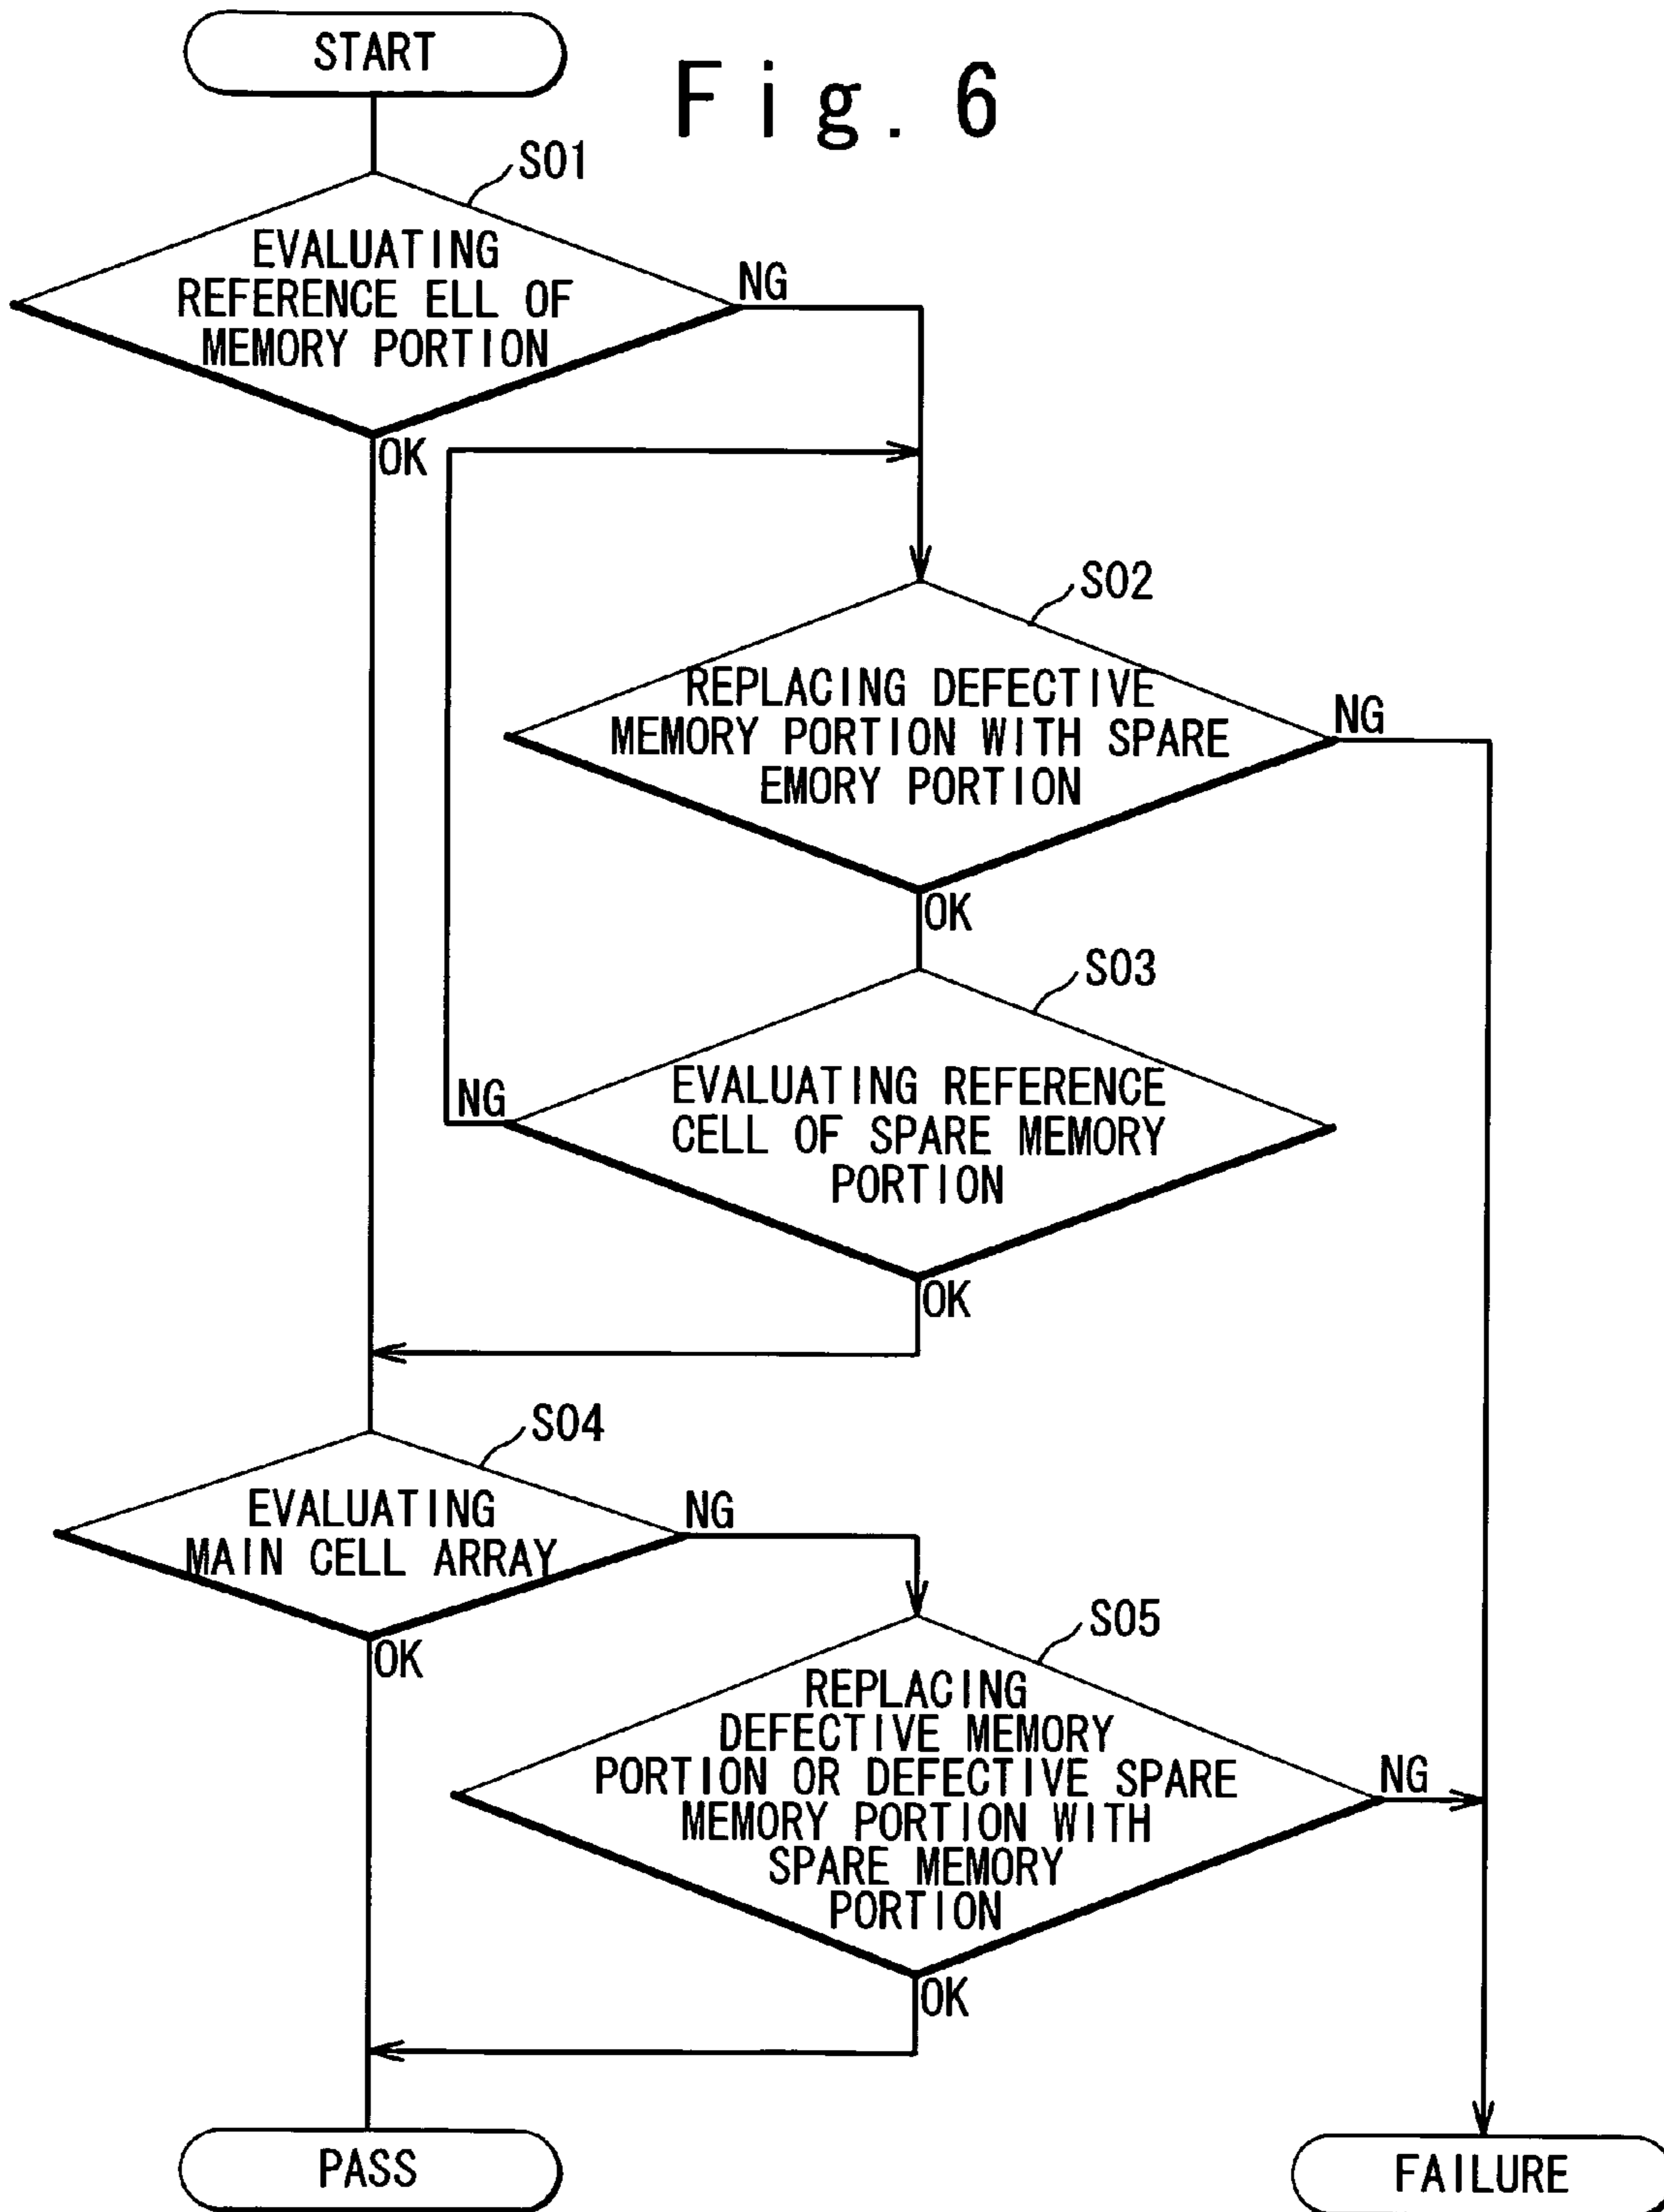 START
Fig. 6
S01
EVALUATING
REFERENCE ELL OF
MEMORY PORTION
NG
OK
S02
REPLACING DEFECTIVE
MEMORY PORTION WITH SPARE
EMORY PORTION
NG
OK
S03
EVALUATING REFERENCE
CELL OF SPARE MEMORY
PORTION
NG
OK
S04
EVALUATING
MAIN CELL ARRAY
NG
OK
S05
REPLACING
DEFECTIVE MEMORY
PORTION OR DEFECTIVE SPARE
MEMORY PORTION WITH
SPARE MEMORY
PORTION
NG
OK
PASS
FAILURE